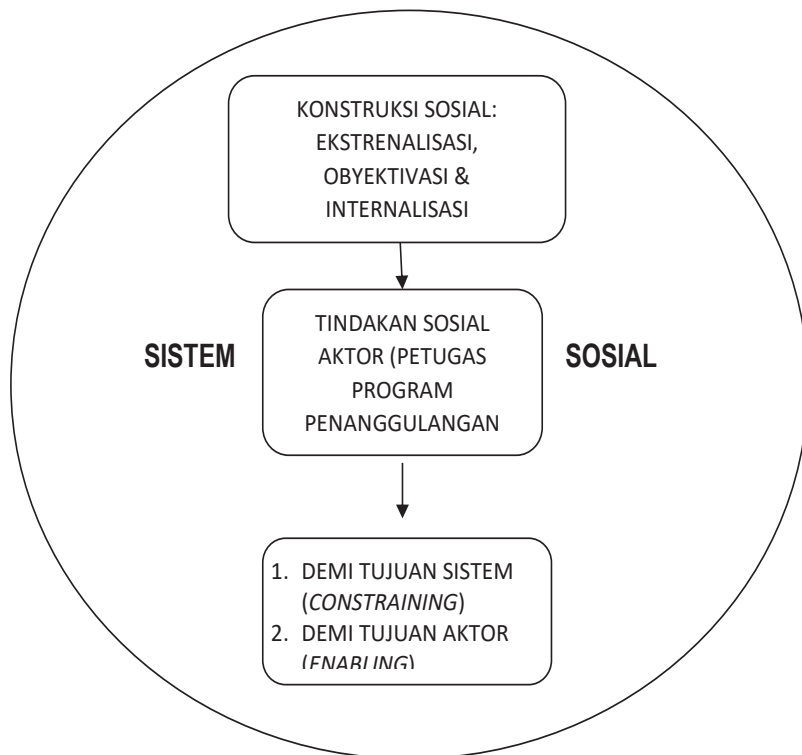 KONSTRUKSI SOSIAL:
EKSTRENALISASI,
OBYEKTIVASI &
INTERNALISASI
TINDAKAN SOSIAL
AKTOR (PETUGAS
PROGRAM
PENANGGULANGAN
SISTEM
SOSIAL
1. DEMI TUJUAN SISTEM
(CONSTRAINING)
2. DEMI TUJUAN AKTOR
(ENABLING)